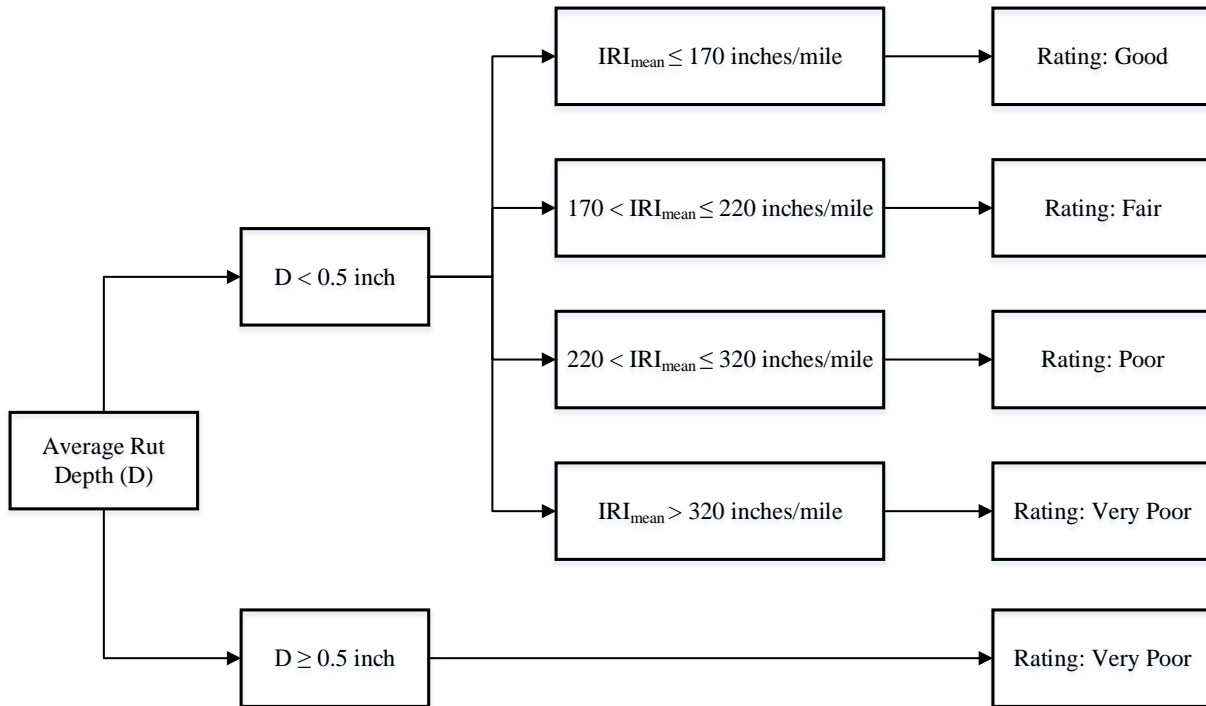 IRImean ≤ 170 inches/mile
Rating: Good
170 < IRImean ≤ 220 inches/mile
Rating: Fair
D < 0.5 inch
220 < IRImean ≤ 320 inches/mile
Rating: Poor
Average Rut
Depth (D)
IRImean > 320 inches/mile
Rating: Very Poor
D ≥ 0.5 inch
Rating: Very Poor